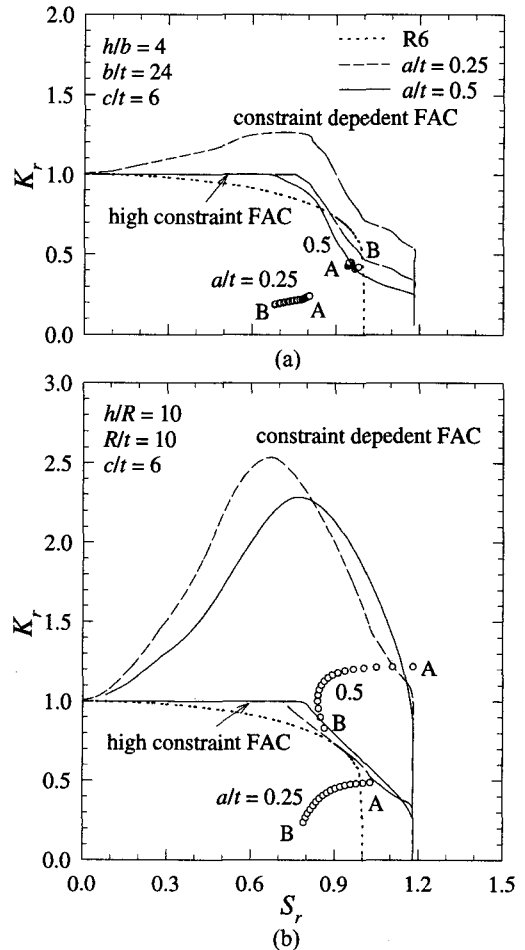 2.0
h/b = 4
b/t = 24
c/t = 6
R6
a/t = 0.25
a/t = 0.5
constraint depedent FAC
1.5
1.0
K_r
high constraint FAC
0.5
B
0.5
A
a/t = 0.25
B A
0.0
(a)
3.0
h/R = 10
R/t = 10
c/t = 6
constraint depedent FAC
2.5
2.0
K_r
1.5
A
0.5
1.0
B
high constraint FAC
0.5
a/t = 0.25
A
B
0.0
0.0 0.3 0.6 0.9 1.2 1.5
S_r
(b)